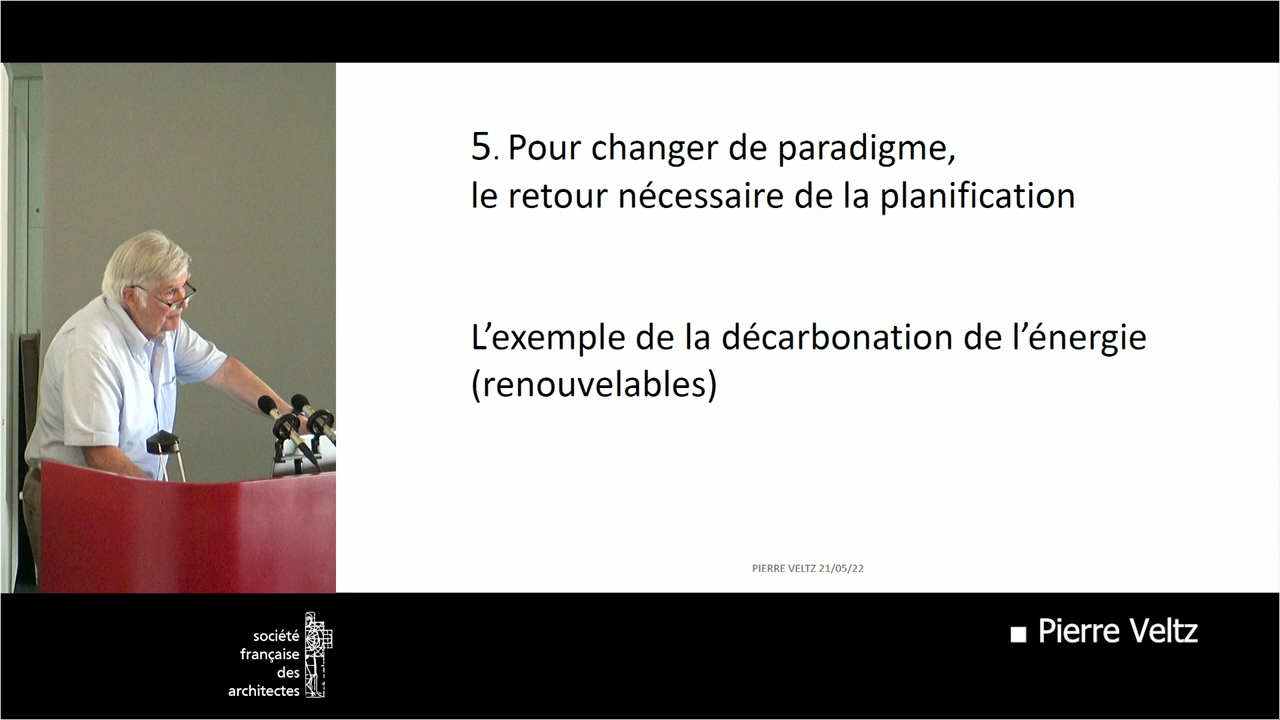 5. Pour changer de paradigme,
le retour nécessaire de la planification
L'exemple de la décarbonation de l'énergie
(renouvelables)
PIERRE VELTZ 21/05/22
société
française
des
architectes
Pierre Veltz